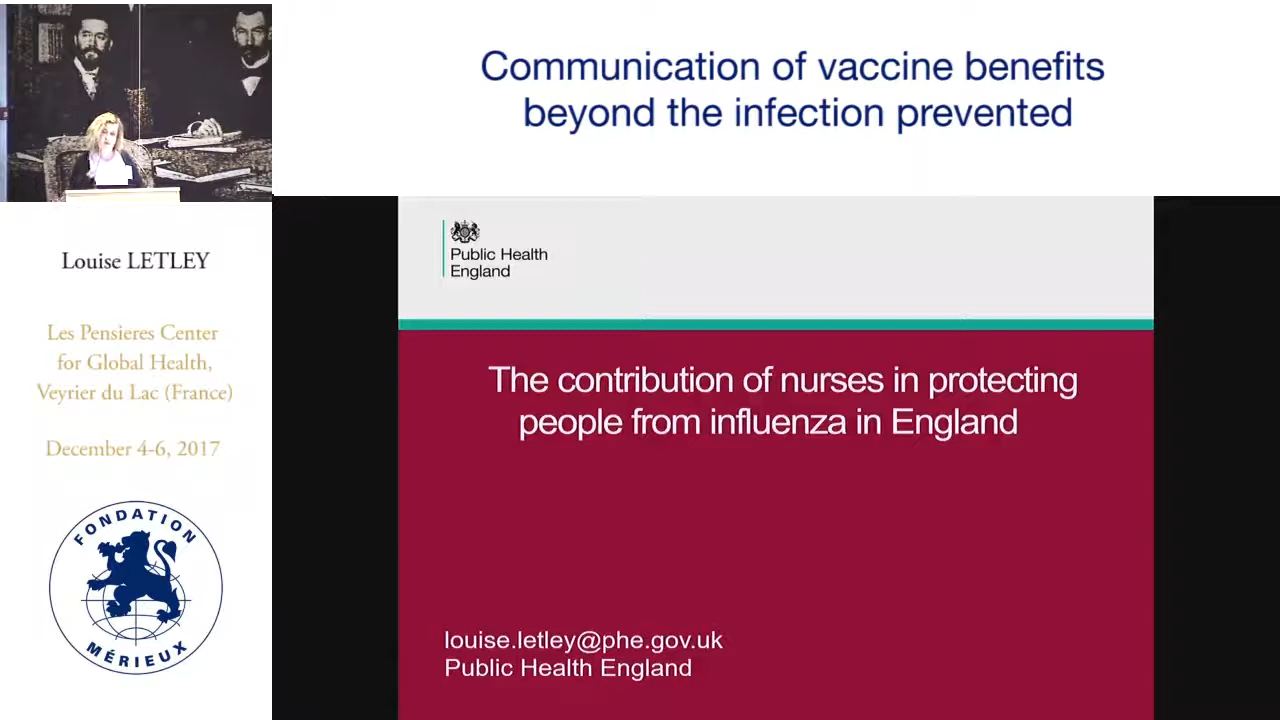 Communication of vaccine benefits
beyond the infection prevented
Louise LETLEY
Les Pensieres Center
for Global Health,
Veyrier du Lac (France)
December 4-6, 2017
FONDATION
MÉRIEUX
Public Health
England
The contribution of nurses in protecting
people from influenza in England
louise.letley@phe.gov.uk
Public Health England